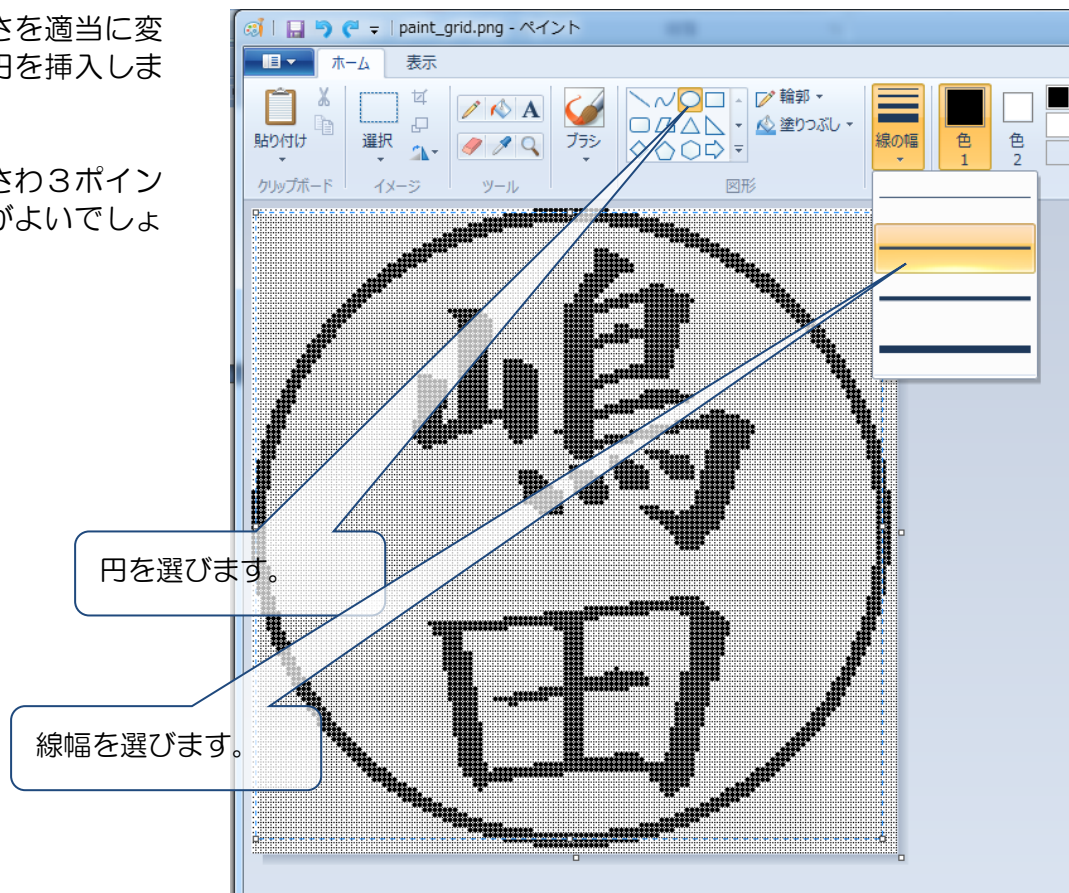 さを適当に変
円を挿入しま
さわ3ポイン
がよいでしょ
paint_grid.png - ペイント
ホーム 表示
貼り付け
選択
A
ブラシ
輪郭
塗りつぶし
線の幅
色
1
色
2
クリップボード
イメージ
ツール
図形
嶋
田
円を選びます。
線幅を選びます。